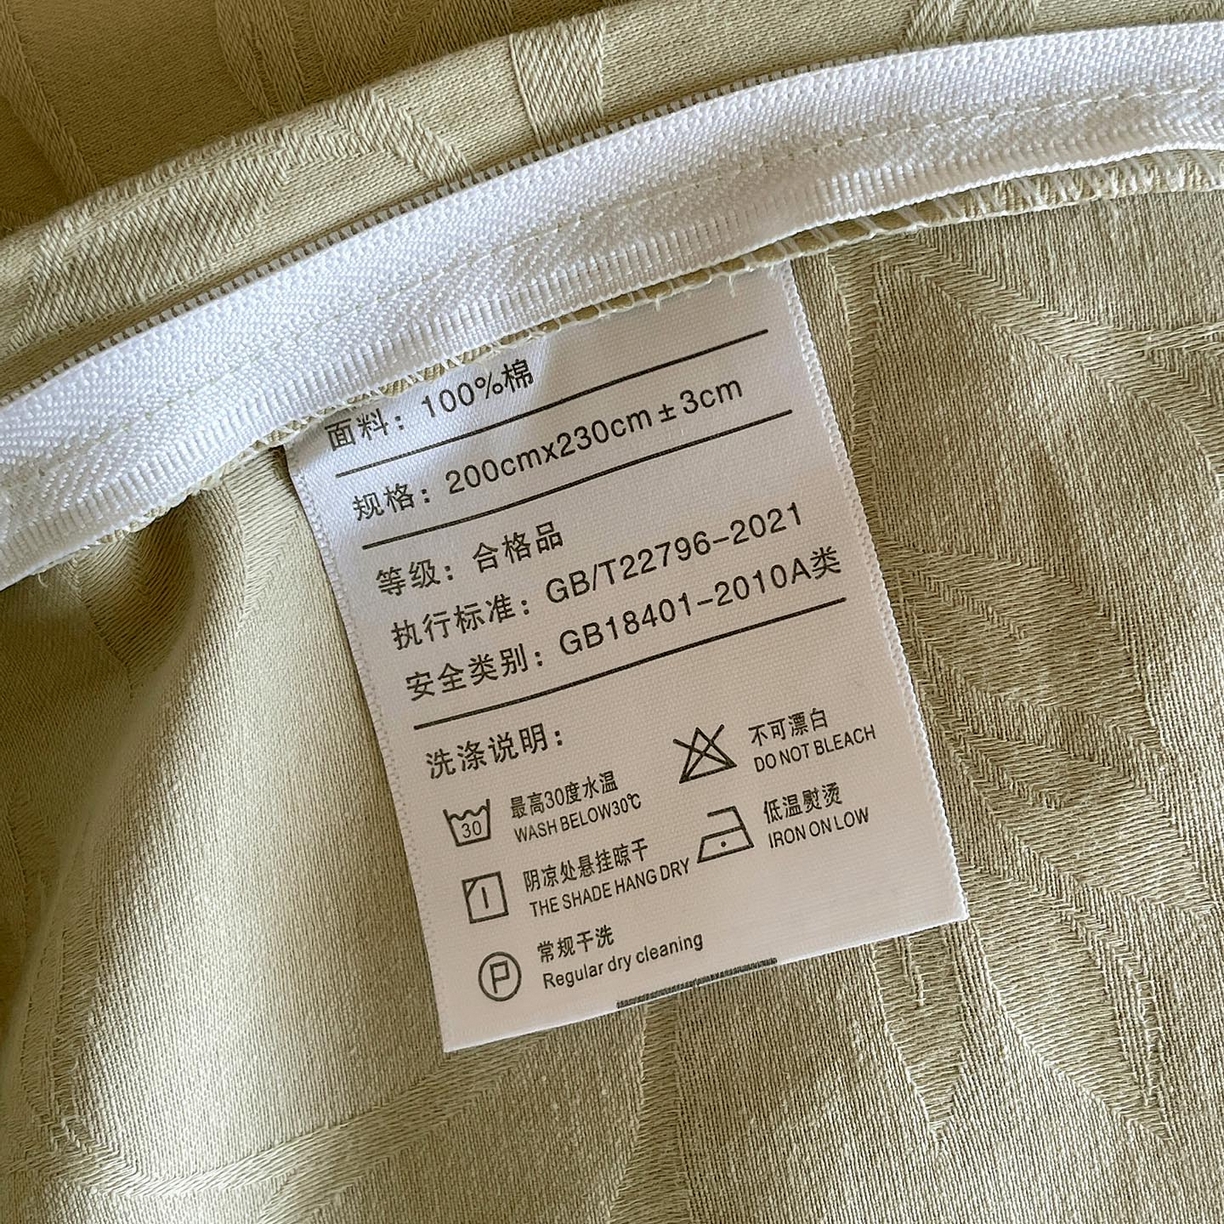 面料：100%棉
规格：200cmx230cm±3cm
等级：合格品
执行标准：GB/T22796-2021
安全类别：GB18401-2010A类
洗涤说明：
30
最高30度水温
WASH BELOW30℃
不可漂白
DO NOT BLEACH
阴凉处悬挂晾干
THE SHADE HANG DRY
低温熨烫
IRON ON LOW
P
常规干洗
Regular dry cleaning